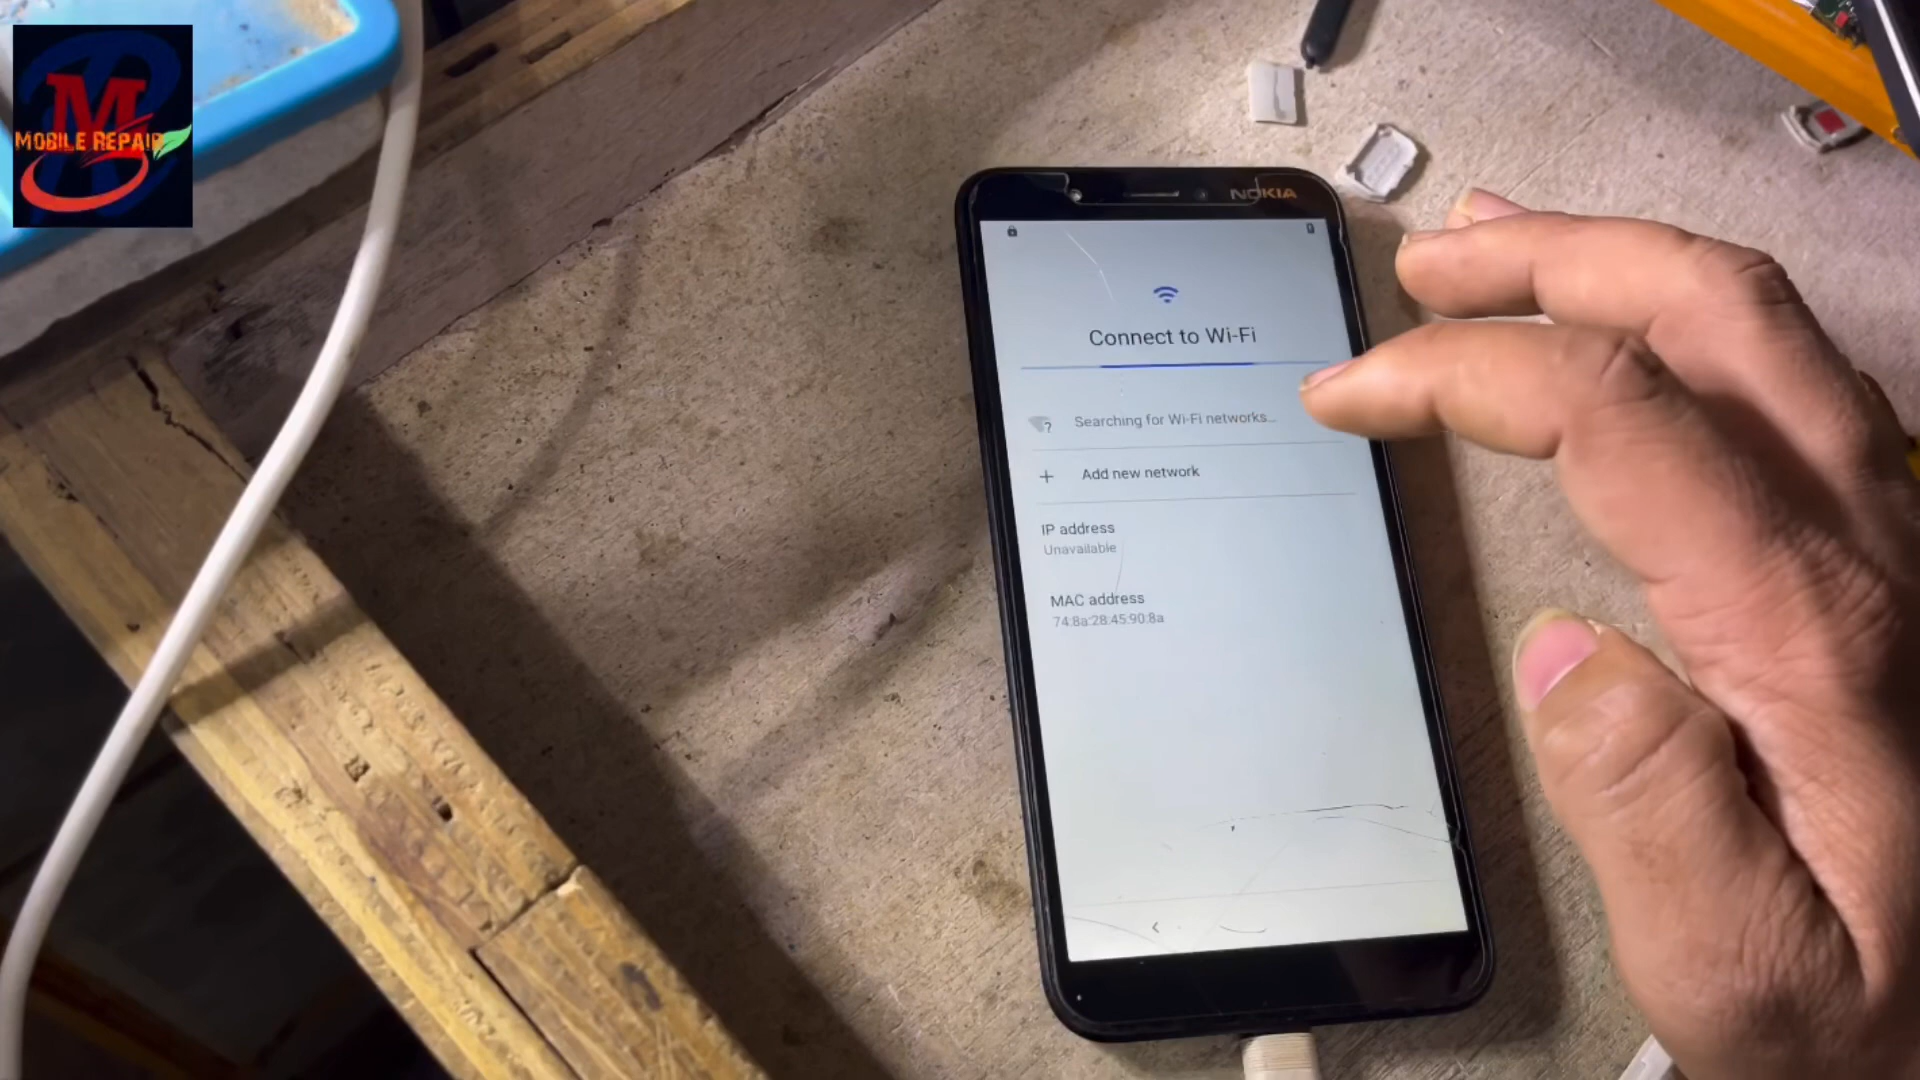 M
MOBILE REPAIR
NOKIA
Connect to Wi-Fi
Searching for Wi-Fi networks...
Add new network
IP address
Unavailable
MAC address
74:8a:28:45:90:8a